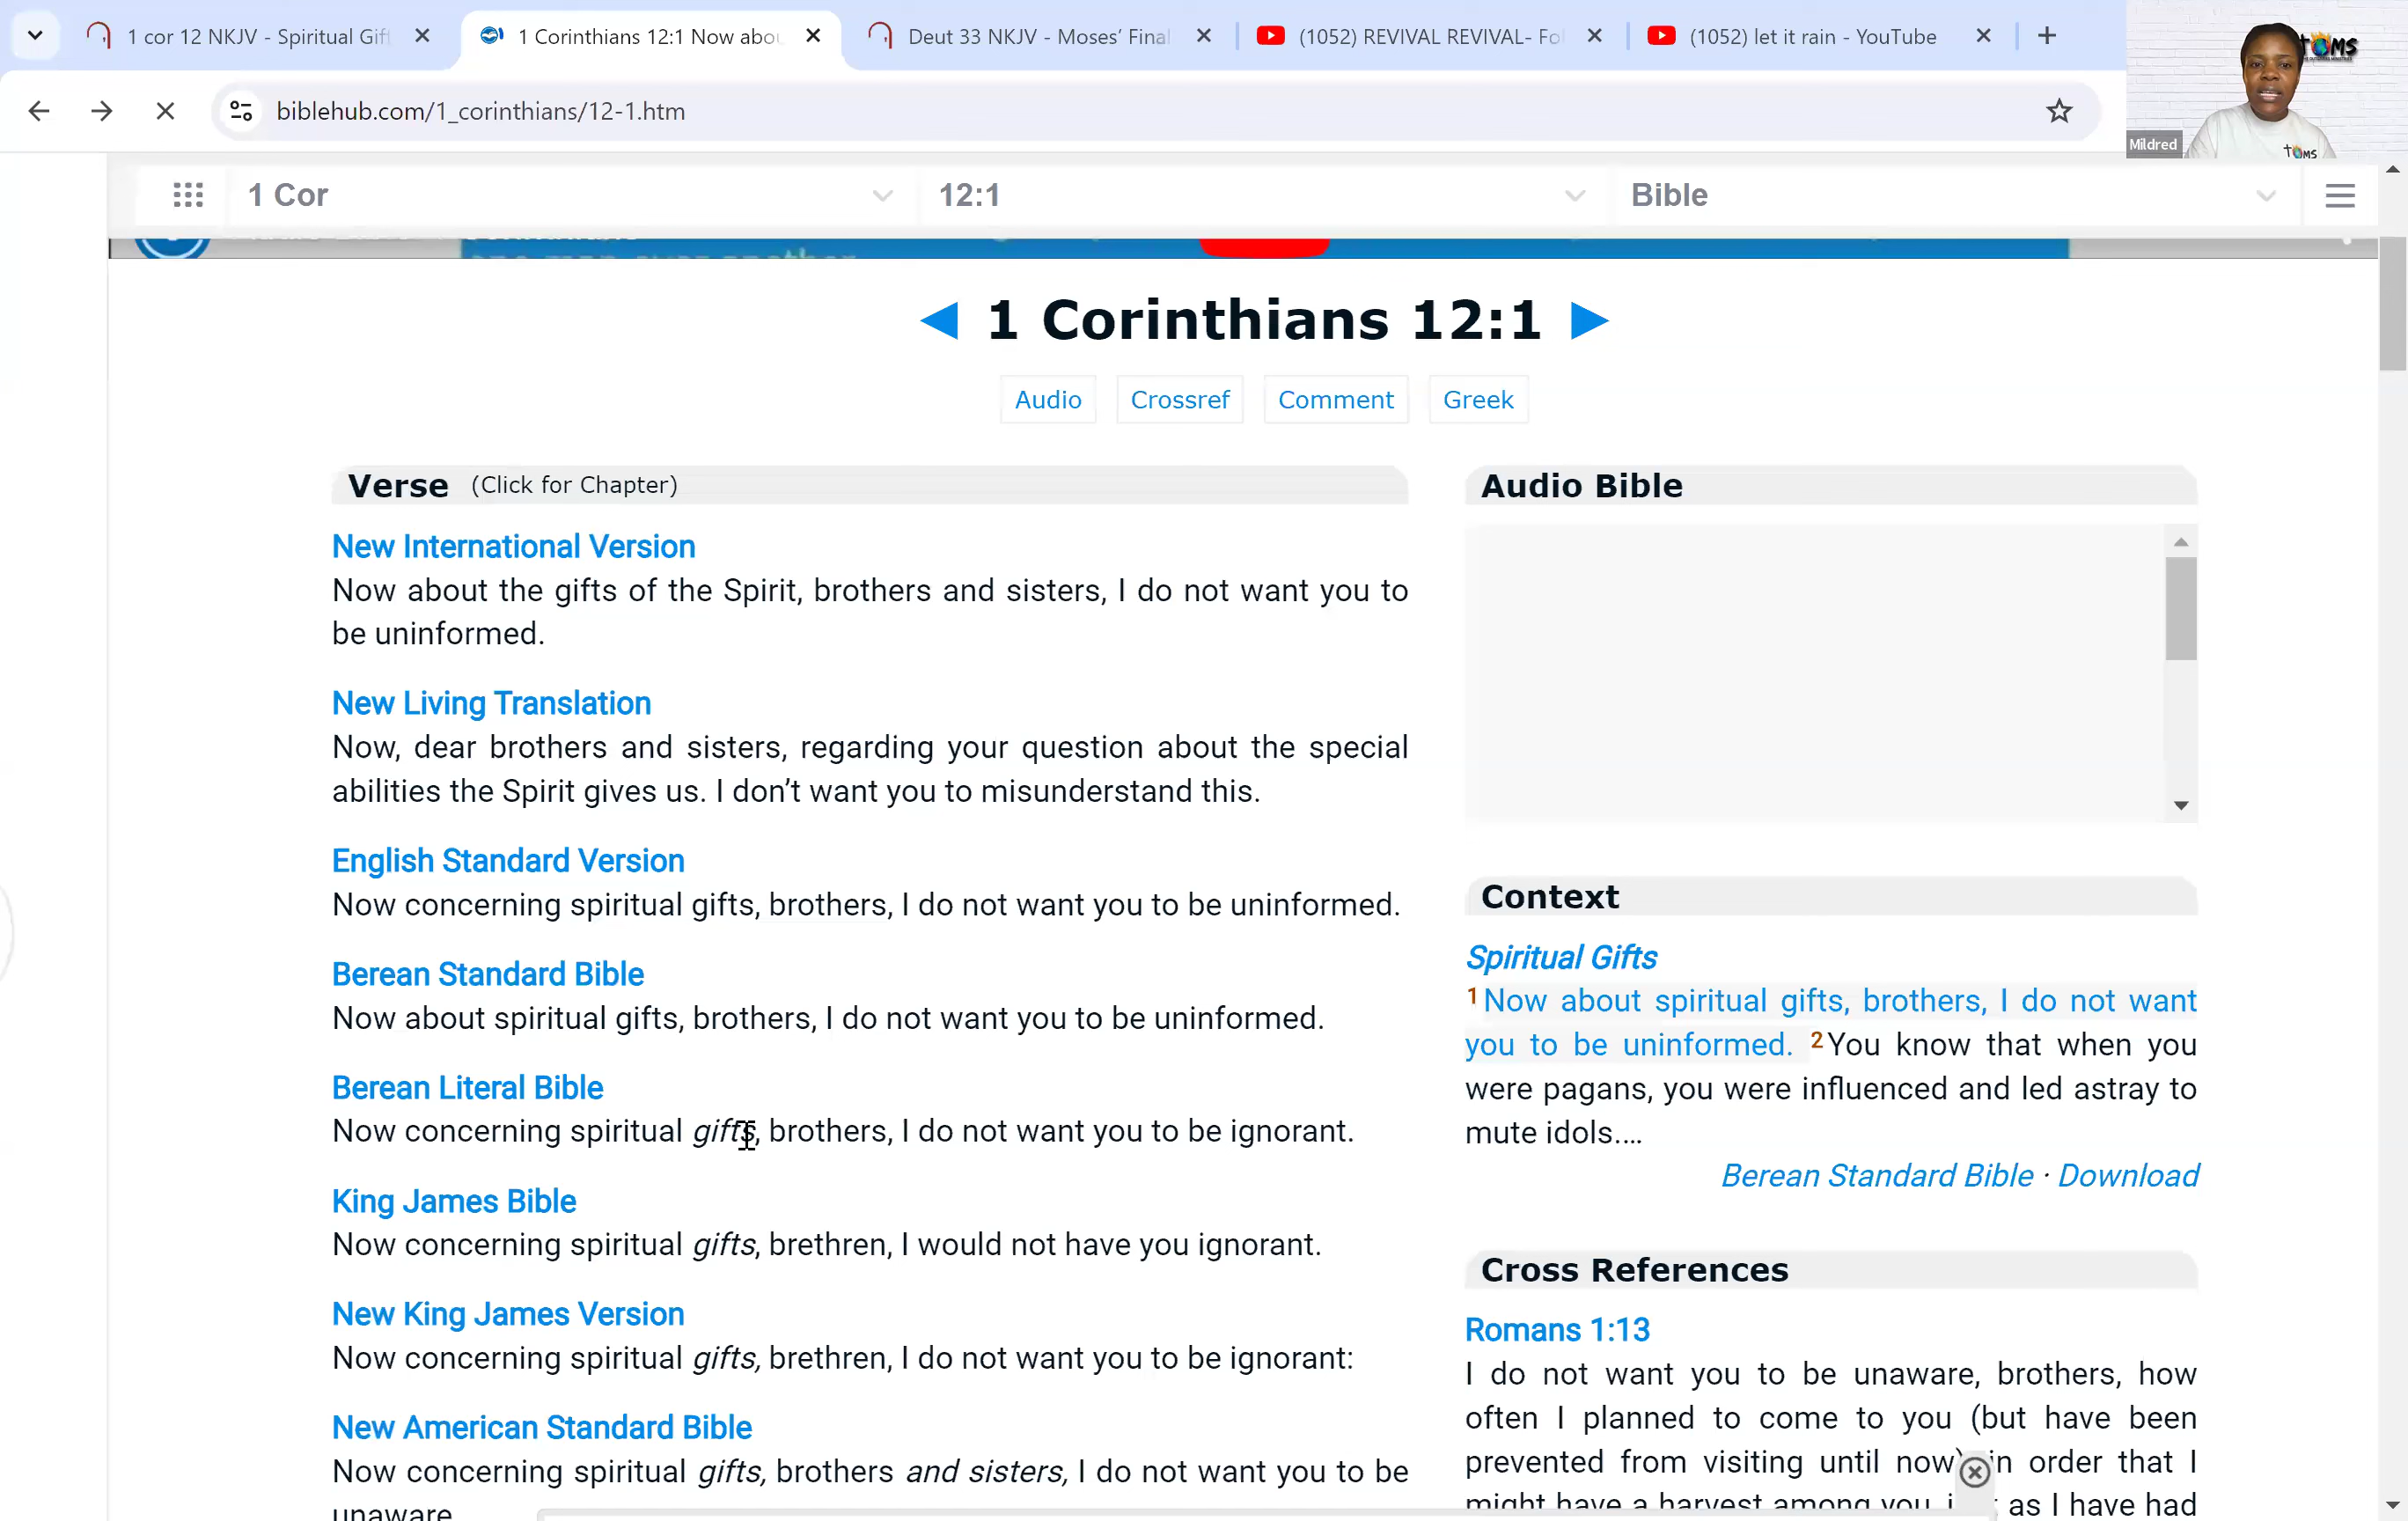 1 cor 12 NKJV - Spiritual Gif
1 Corinthians 12:1 Now abou
Deut 33 NKJV - Moses' Final
(1052) REVIVAL REVIVAL- Fo
(1052) let it rain - YouTube
TOMS
biblehub.com/1_corinthians/12-1.htm
Mildred
TOMS
1 Cor
12:1
Bible
1 Corinthians 12:1
Audio
Crossref
Comment
Greek
Verse (Click for Chapter)
New International Version
Now about the gifts of the Spirit, brothers and sisters, I do not want you to
be uninformed.
New Living Translation
Now, dear brothers and sisters, regarding your question about the special
abilities the Spirit gives us. I don't want you to misunderstand this.
English Standard Version
Now concerning spiritual gifts, brothers, I do not want you to be uninformed.
Berean Standard Bible
Now about spiritual gifts, brothers, I do not want you to be uninformed.
Berean Literal Bible
Now concerning spiritual gifts, brothers, I do not want you to be ignorant.
King James Bible
Now concerning spiritual gifts, brethren, I would not have you ignorant.
New King James Version
Now concerning spiritual gifts, brethren, I do not want you to be ignorant:
New American Standard Bible
Now concerning spiritual gifts, brothers and sisters, I do not want you to be
unaware.
Audio Bible
Context
Spiritual Gifts
1 Now about spiritual gifts, brothers, I do not want
you to be uninformed. 2 You know that when you
were pagans, you were influenced and led astray to
mute idols.…
Berean Standard Bible · Download
Cross References
Romans 1:13
I do not want you to be unaware, brothers, how
often I planned to come to you (but have been
prevented from visiting until now) in order that I
might have a harvest among you, as I have had